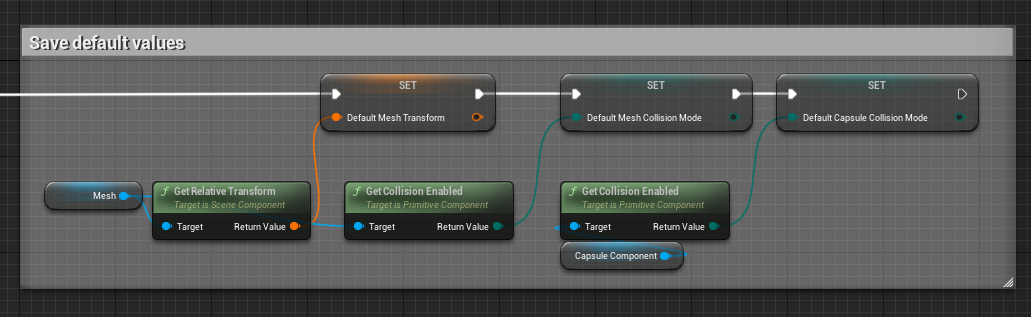 Save default values
SET
SET
SET
Default Mesh Transform
Default Mesh Collision Mode
Default Capsule Collision Mode
Mesh
f Get Relative Transform
Target is Scene Component
Target Return Value
f Get Collision Enabled
Target is Primitive Component
Target Return Value
f Get Collision Enabled
Target is Primitive Component
Target Return Value
Capsule Component